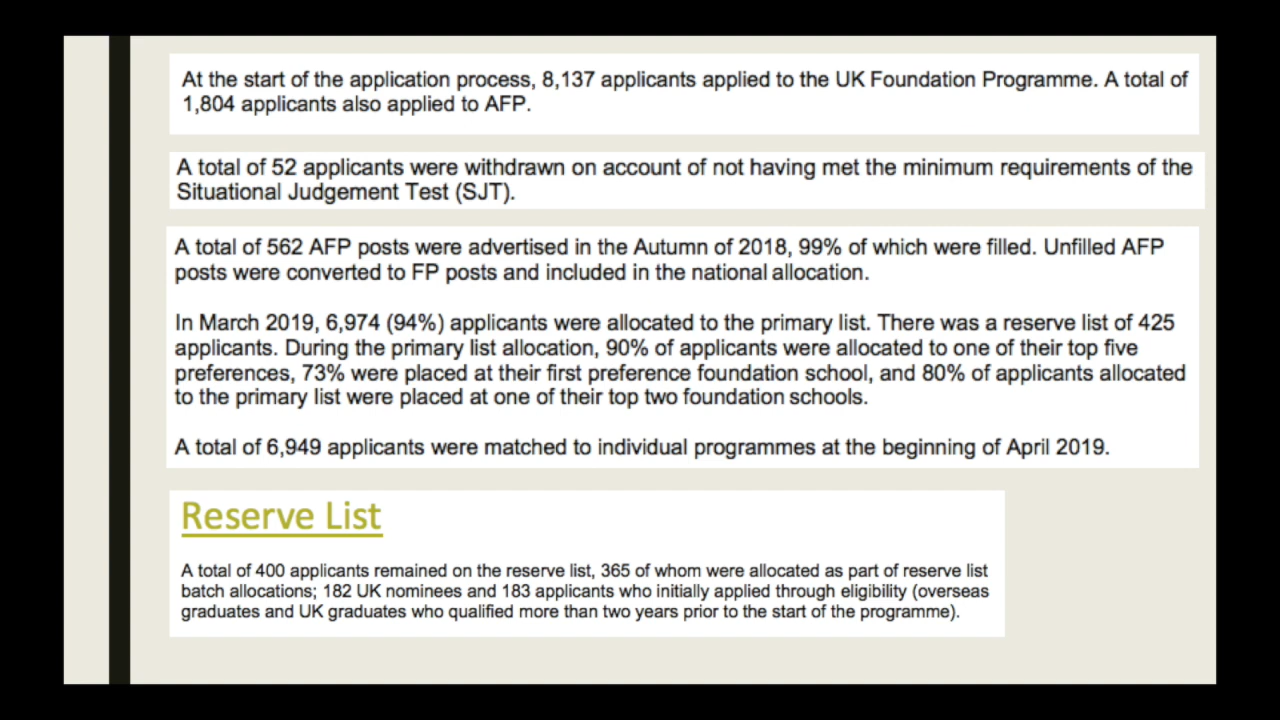 At the start of the application process, 8,137 applicants applied to the UK Foundation Programme. A total of
1,804 applicants also applied to AFP.
A total of 52 applicants were withdrawn on account of not having met the minimum requirements of the
Situational Judgement Test (SJT).
A total of 562 AFP posts were advertised in the Autumn of 2018, 99% of which were filled. Unfilled AFP
posts were converted to FP posts and included in the national allocation.
In March 2019, 6,974 (94%) applicants were allocated to the primary list. There was a reserve list of 425
applicants. During the primary list allocation, 90% of applicants were allocated to one of their top five
preferences, 73% were placed at their first preference foundation school, and 80% of applicants allocated
to the primary list were placed at one of their top two foundation schools.
A total of 6,949 applicants were matched to individual programmes at the beginning of April 2019.
Reserve List
A total of 400 applicants remained on the reserve list, 365 of whom were allocated as part of reserve list
batch allocations; 182 UK nominees and 183 applicants who initially applied through eligibility (overseas
graduates and UK graduates who qualified more than two years prior to the start of the programme).